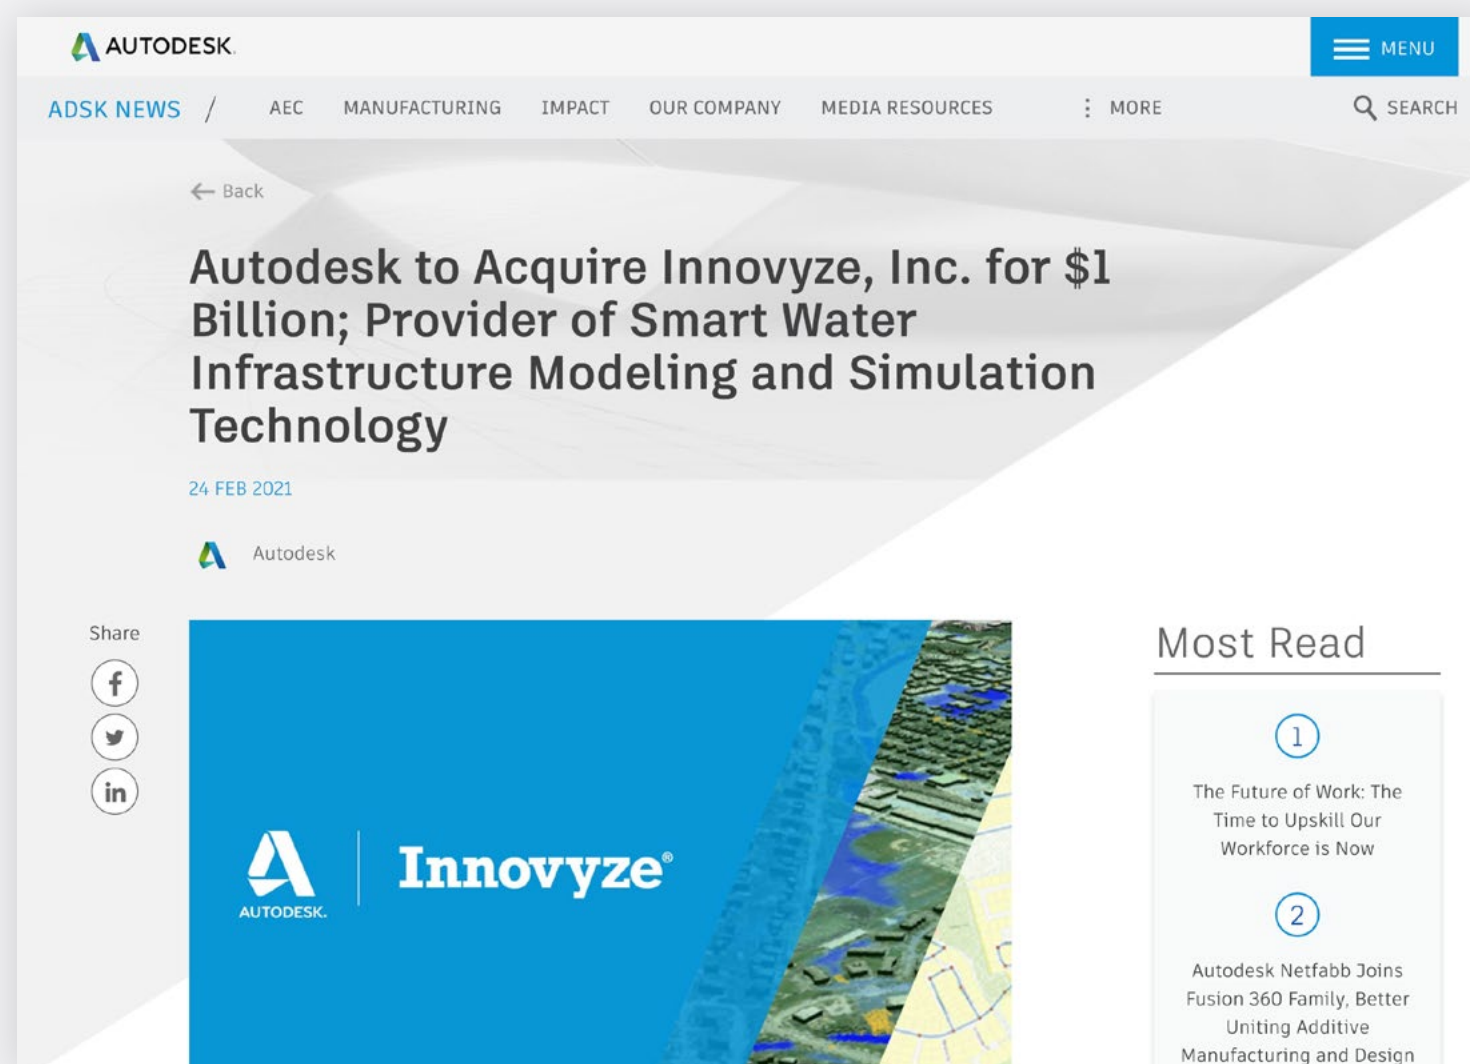 AUTODESK.
MENU
ADSK NEWS / AEC MANUFACTURING IMPACT OUR COMPANY MEDIA RESOURCES ⋮ MORE SEARCH
← Back
Autodesk to Acquire Innovyze, Inc. for $1
Billion; Provider of Smart Water
Infrastructure Modeling and Simulation
Technology
24 FEB 2021
Autodesk
Share
f
in
AUTODESK.
Innovyze®
Most Read
1
The Future of Work: The
Time to Upskill Our
Workforce is Now
2
Autodesk Netfabb Joins
Fusion 360 Family, Better
Uniting Additive
Manufacturing and Design